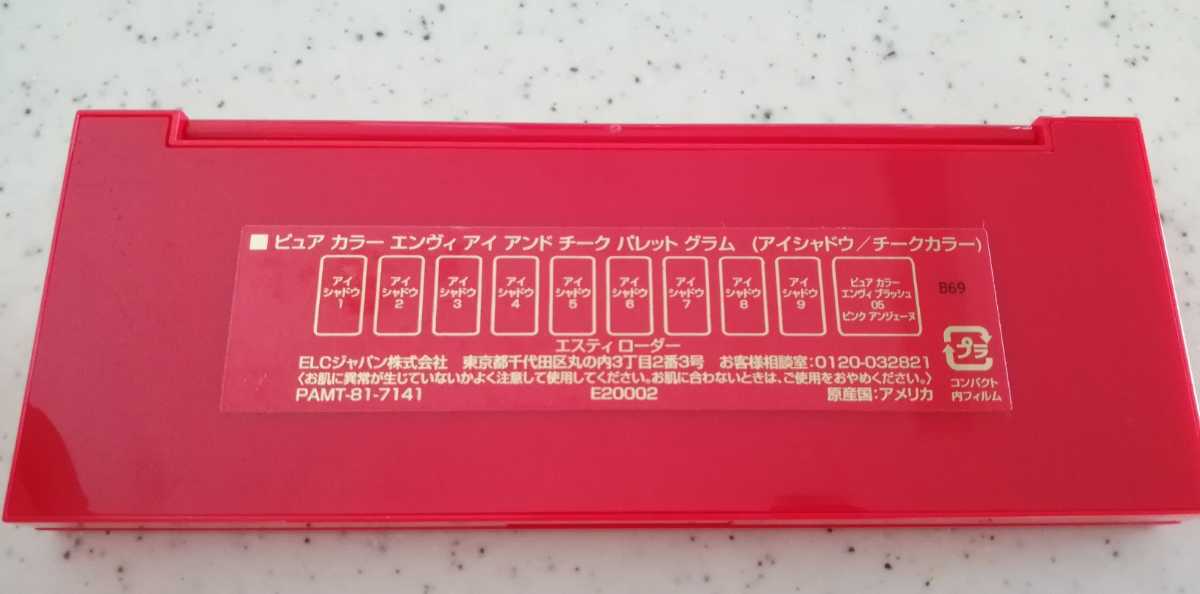 ■ ピュア カラー エンヴィ アイ アンド チーク パレット グラム （アイシャドウ／チークカラー）
アイ
シャドウ
1
アイ
シャドウ
2
アイ
シャドウ
3
アイ
シャドウ
4
アイ
シャドウ
5
アイ
シャドウ
6
アイ
シャドウ
7
アイ
シャドウ
8
アイ
シャドウ
9
ピュア カラー
エンヴィ ブラッシュ
05
ピンク アンジェーヌ
B69
エスティ ローダー
ELCジャパン株式会社 東京都千代田区丸の内3丁目2番3号 お客様相談室：0120-032821
〈お肌に異常が生じていないかよく注意して使用してください。お肌に合わないときは、ご使用をおやめください。〉
PAMT-81-7141 E20002 原産国：アメリカ
プラ
コンパクト
内フィルム